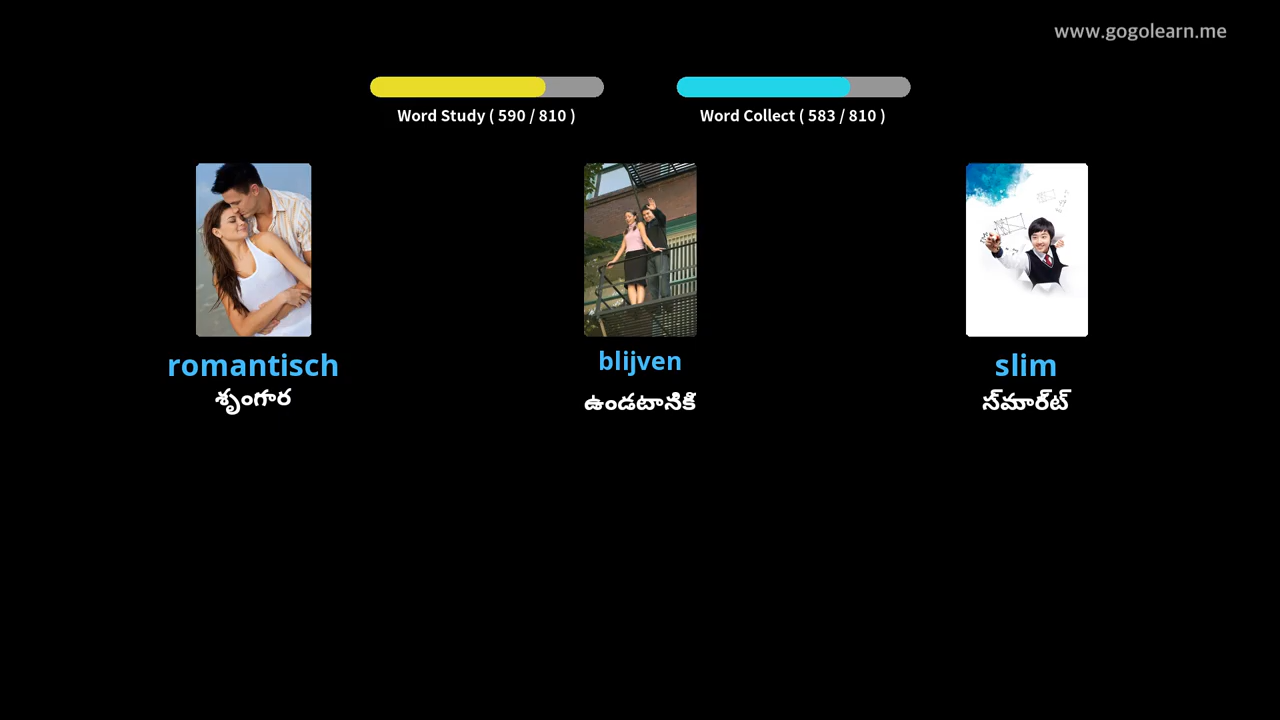 www.gogolearn.me
Word Study ( 590 / 810 )
Word Collect ( 583 / 810 )
romantisch
శృంగార
blijven
ఉండటానికి
slim
స్‌మార్‌ట్